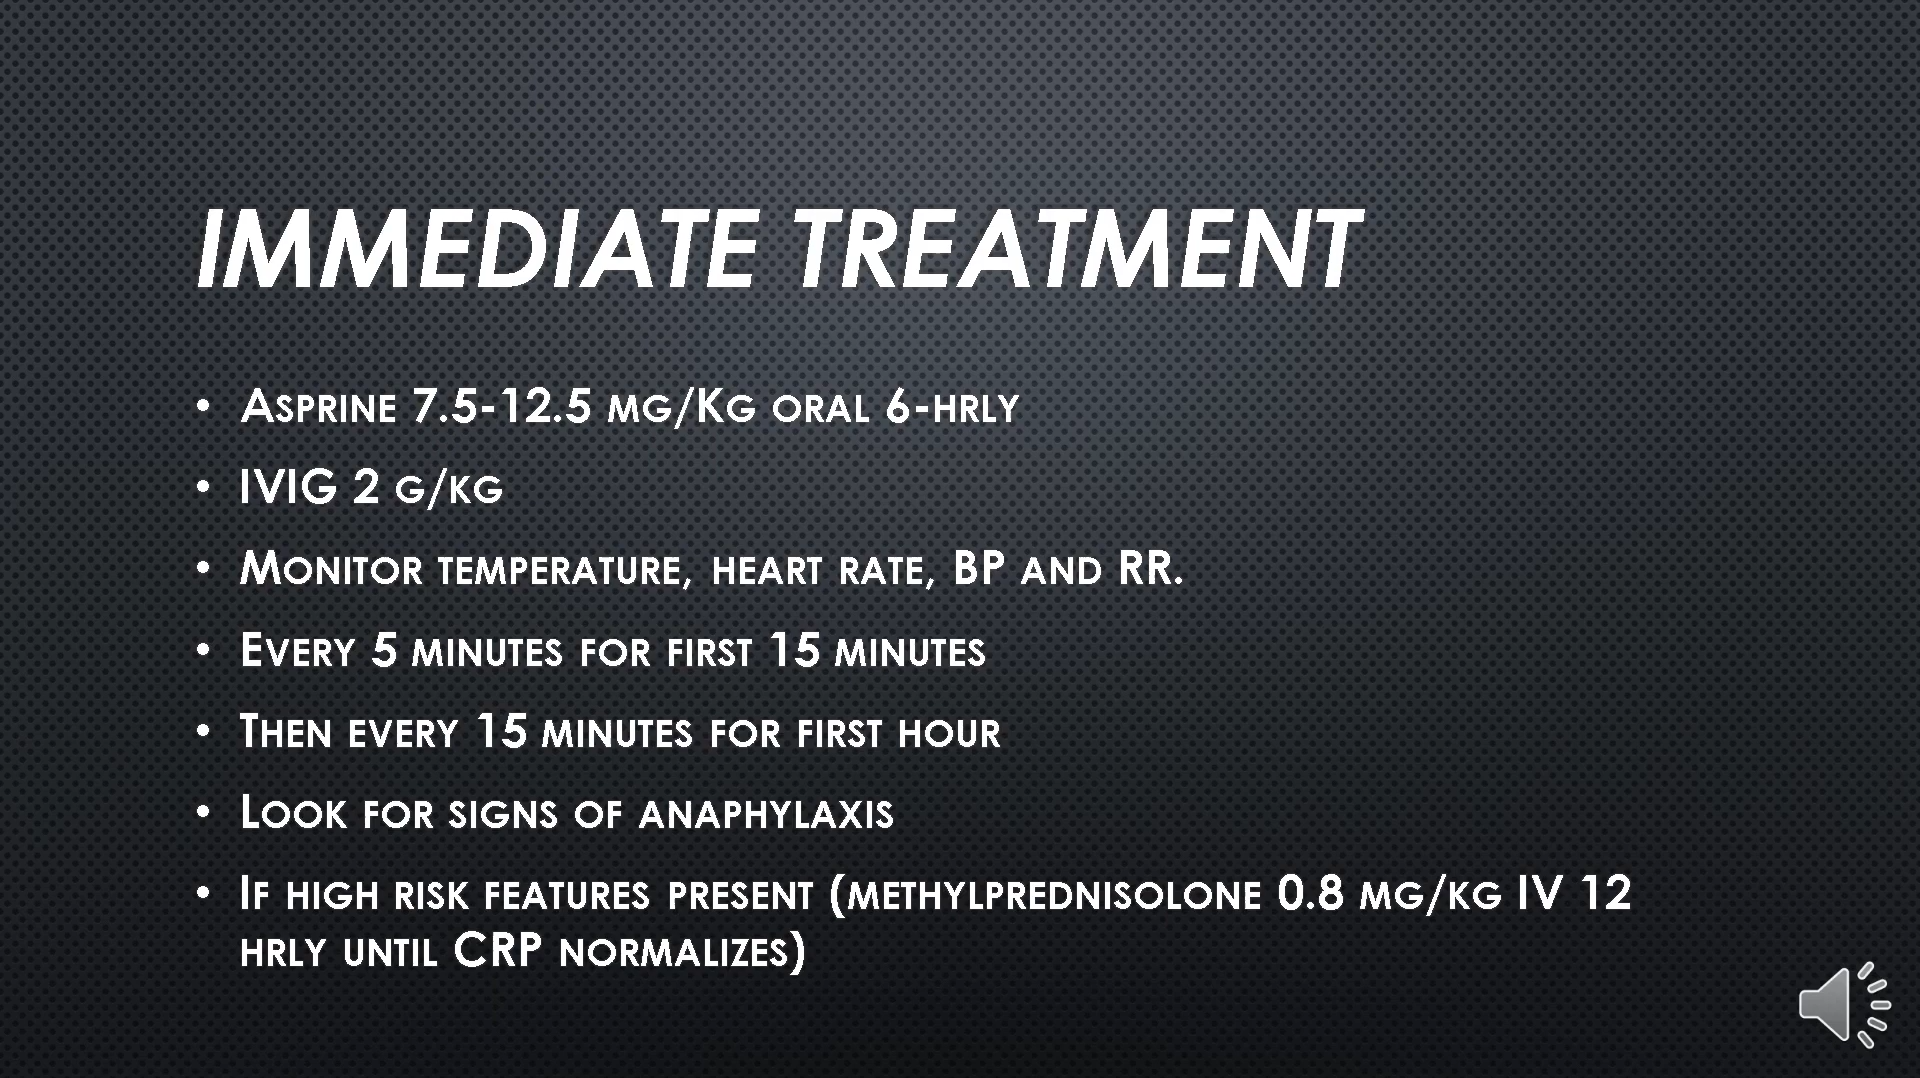 IMMEDIATE TREATMENT
• Asprine 7.5-12.5 mg/Kg oral 6-hrly
• IVIG 2 g/kg
• Monitor temperature, heart rate, BP and RR.
• Every 5 minutes for first 15 minutes
• Then every 15 minutes for first hour
• Look for signs of anaphylaxis
• If high risk features present (methylprednisolone 0.8 mg/kg IV 12
hrly until CRP normalizes)